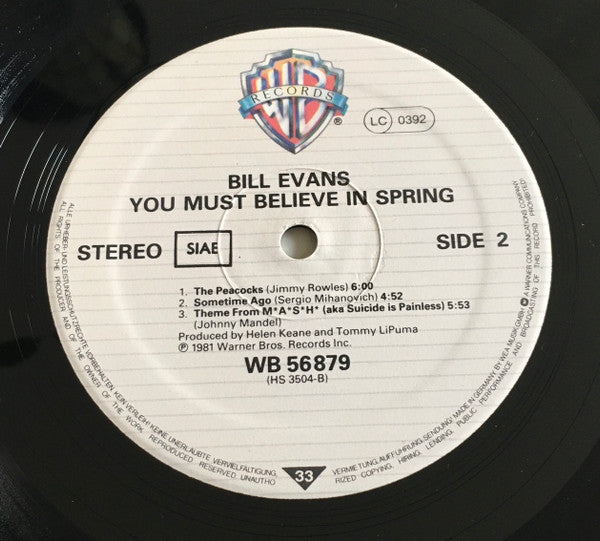 WB
RECORDS
®
LC 0392
BILL EVANS
YOU MUST BELIEVE IN SPRING
STEREO SIAE SIDE 2
1. The Peacocks (Jimmy Rowles) 6:00
2. Sometime Ago (Sergio Mihanovich) 4:52
3. Theme From M*A*S*H* (aka Suicide is Painless) 5:53
(Johnny Mandel)
Produced by Helen Keane and Tommy LiPuma
℗ 1981 Warner Bros. Records Inc.
WB 56879
(HS 3504-B)
33
ALLE URHEBER- UND LEISTUNGSSCHUTZRECHTE VORBEHALTEN. KEIN VERLEIH! KEINE UNERLAUBTE VERVIELFÄLTIGUNG, VERMIETUNG, AUFFÜHRUNG, SENDUNG! MADE IN GERMANY BY WEA MUSIK GMBH A WARNER COMMUNICATIONS COMPANY
ALL RIGHTS OF THE PRODUCER AND OF THE OWNER OF THE WORK REPRODUCED RESERVED. UNAUTHO RIZED COPYING, HIRING, LENDING, PUBLIC PERFORMANCE AND BROADCASTING OF THIS RECORD PROHIBITED